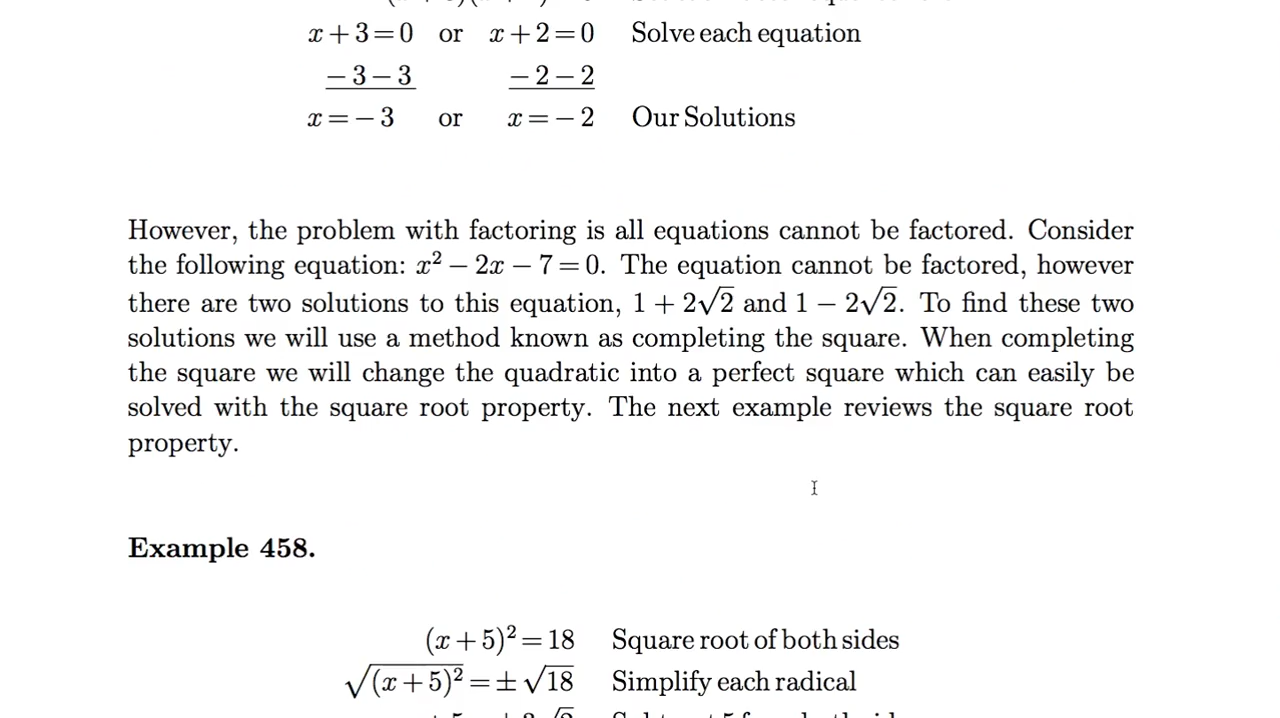 x + 3 = 0 or x + 2 = 0 Solve each equation
− 3 − 3 − 2 − 2
x = − 3 or x = − 2 Our Solutions
However, the problem with factoring is all equations cannot be factored. Consider
the following equation: x² − 2x − 7 = 0. The equation cannot be factored, however
there are two solutions to this equation, 1 + 2√2 and 1 − 2√2. To find these two
solutions we will use a method known as completing the square. When completing
the square we will change the quadratic into a perfect square which can easily be
solved with the square root property. The next example reviews the square root
property.
Example 458.
(x + 5)² = 18 Square root of both sides
√(x + 5)² = ± √18 Simplify each radical